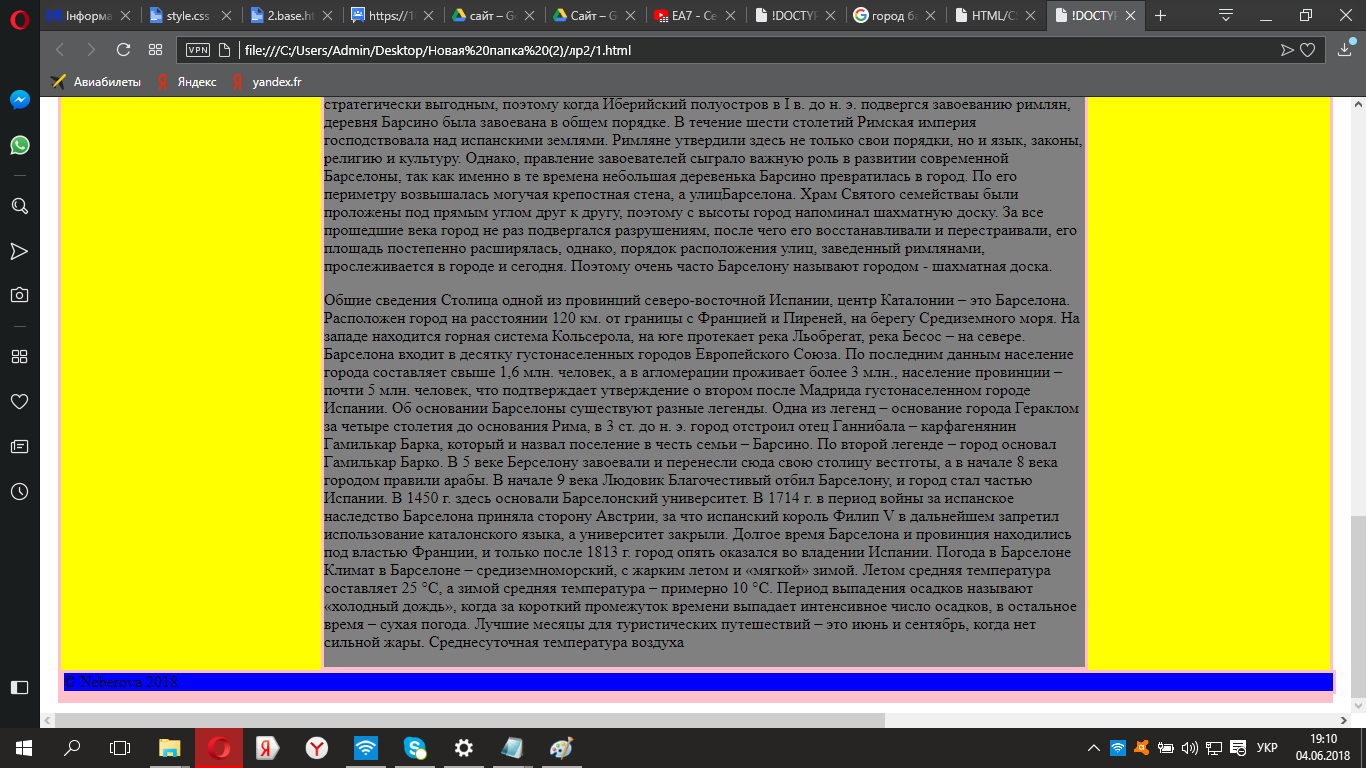 Інформа
style.css
2.base.ht
https://1
сайт – Go
Сайт – Go
EA7 - Се
!DOCTYP
город ба
HTML/CS
!DOCTYP
VPN
file:///C:/Users/Admin/Desktop/Новая%20папка%20(2)/лр2/1.html
Авиабилеты
Яндекс
yandex.fr
стратегически выгодным, поэтому когда Иберийский полуостров в I в. до н. э. подвергся завоеванию римлян,
деревня Барсино была завоевана в общем порядке. В течение шести столетий Римская империя
господствовала над испанскими землями. Римляне утвердили здесь не только свои порядки, но и язык, законы,
религию и культуру. Однако, правление завоевателей сыграло важную роль в развитии современной
Барселоны, так как именно в те времена небольшая деревенька Барсино превратилась в город. По его
периметру возвышалась могучая крепостная стена, а улицБарселона. Храм Святого семействаы были
проложены под прямым углом друг к другу, поэтому с высоты город напоминал шахматную доску. За все
прошедшие века город не раз подвергался разрушениям, после чего его восстанавливали и перестраивали, его
площадь постепенно расширялась, однако, порядок расположения улиц, заведенный римлянами,
прослеживается в городе и сегодня. Поэтому очень часто Барселону называют городом - шахматная доска.
Общие сведения Столица одной из провинций северо-восточной Испании, центр Каталонии – это Барселона.
Расположен город на расстоянии 120 км. от границы с Францией и Пиреней, на берегу Средиземного моря. На
западе находится горная система Кольсерола, на юге протекает река Льобрегат, река Бесос – на севере.
Барселона входит в десятку густонаселенных городов Европейского Союза. По последним данным население
города составляет свыше 1,6 млн. человек, а в агломерации проживает более 3 млн., население провинции –
почти 5 млн. человек, что подтверждает утверждение о втором после Мадрида густонаселенном городе
Испании. Об основании Барселоны существуют разные легенды. Одна из легенд – основание города Гераклом
за четыре столетия до основания Рима, в 3 ст. до н. э. город отстроил отец Ганнибала – карфагенянин
Гамилькар Барка, который и назвал поселение в честь семьи – Барсино. По второй легенде – город основал
Гамилькар Барко. В 5 веке Берселону завоевали и перенесли сюда свою столицу вестготы, а в начале 8 века
городом правили арабы. В начале 9 века Людовик Благочестивый отбил Барселону, и город стал частью
Испании. В 1450 г. здесь основали Барселонский университет. В 1714 г. в период войны за испанское
наследство Барселона приняла сторону Австрии, за что испанский король Филип V в дальнейшем запретил
использование каталонского языка, а университет закрыли. Долгое время Барселона и провинция находились
под властью Франции, и только после 1813 г. город опять оказался во владении Испании. Погода в Барселоне
Климат в Барселоне – средиземноморский, с жарким летом и «мягкой» зимой. Летом средняя температура
составляет 25 °С, а зимой средняя температура – примерно 10 °С. Период выпадения осадков называют
«холодный дождь», когда за короткий промежуток времени выпадает интенсивное число осадков, в остальное
время – сухая погода. Лучшие месяцы для туристических путешествий – это июнь и сентябрь, когда нет
сильной жары. Среднесуточная температура воздуха
© Neberova 2018
УКР
19:10
04.06.2018